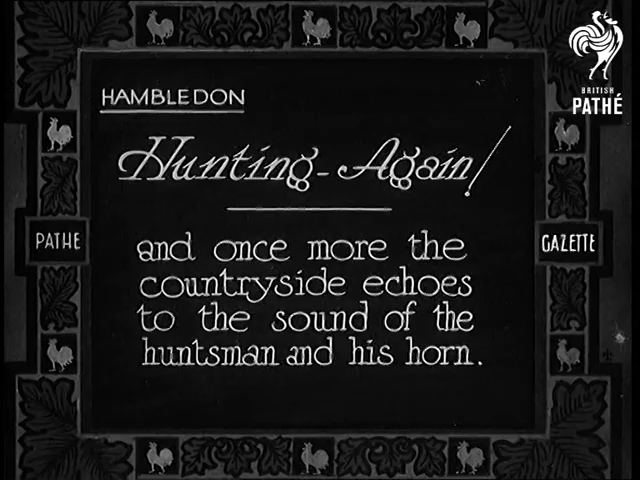 BRITISH
PATHÉ
HAMBLEDON
Hunting-Again!
PATHE
GAZETTE
and once more the
countryside echoes
to the sound of the
huntsman and his horn.